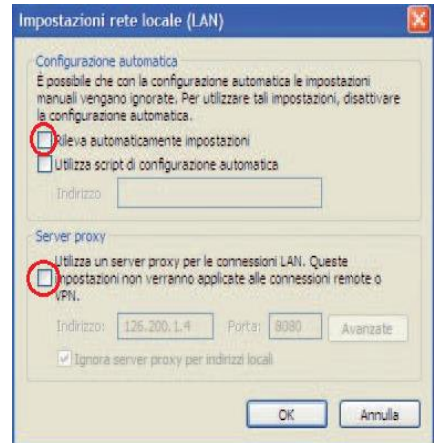 Impostazioni rete locale (LAN)
Configurazione automatica
È possibile che con la configurazione automatica le impostazioni
manuali vengano ignorate. Per utilizzare tali impostazioni, disattivare
la configurazione automatica.
Rileva automaticamente impostazioni
Utilizza script di configurazione automatica
Indirizzo
Server proxy
Utilizza un server proxy per le connessioni LAN. Queste
impostazioni non verranno applicate alle connessioni remote o
VPN.
Indirizzo: 126.200.1.4 Porta: 8080 Avanzate
Ignora server proxy per indirizzi locali
OK Annulla